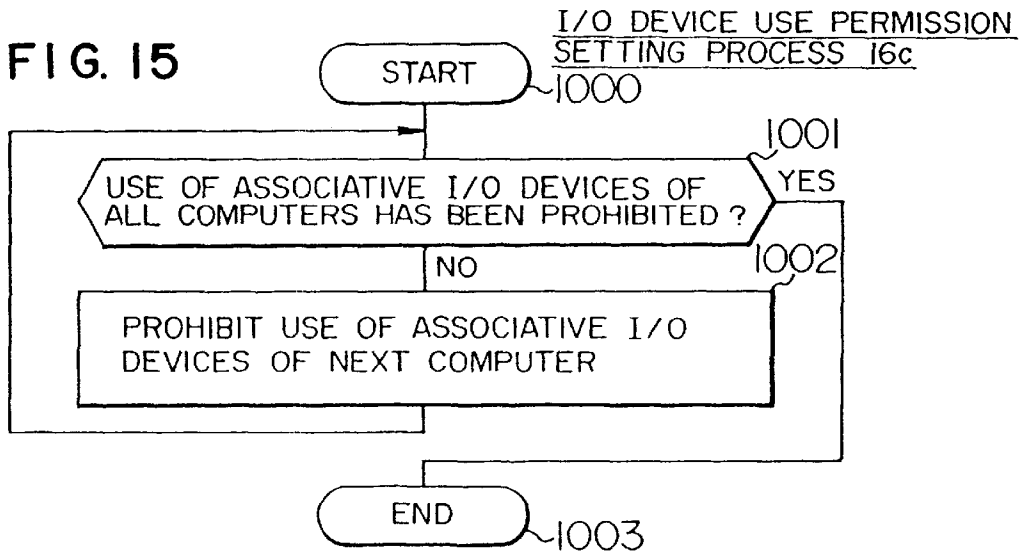 FIG. 15
I/O DEVICE USE PERMISSION
SETTING PROCESS 16c
START
1000
1001
USE OF ASSOCIATIVE I/O DEVICES OF
ALL COMPUTERS HAS BEEN PROHIBITED ?
YES
NO
1002
PROHIBIT USE OF ASSOCIATIVE I/O
DEVICES OF NEXT COMPUTER
END
1003